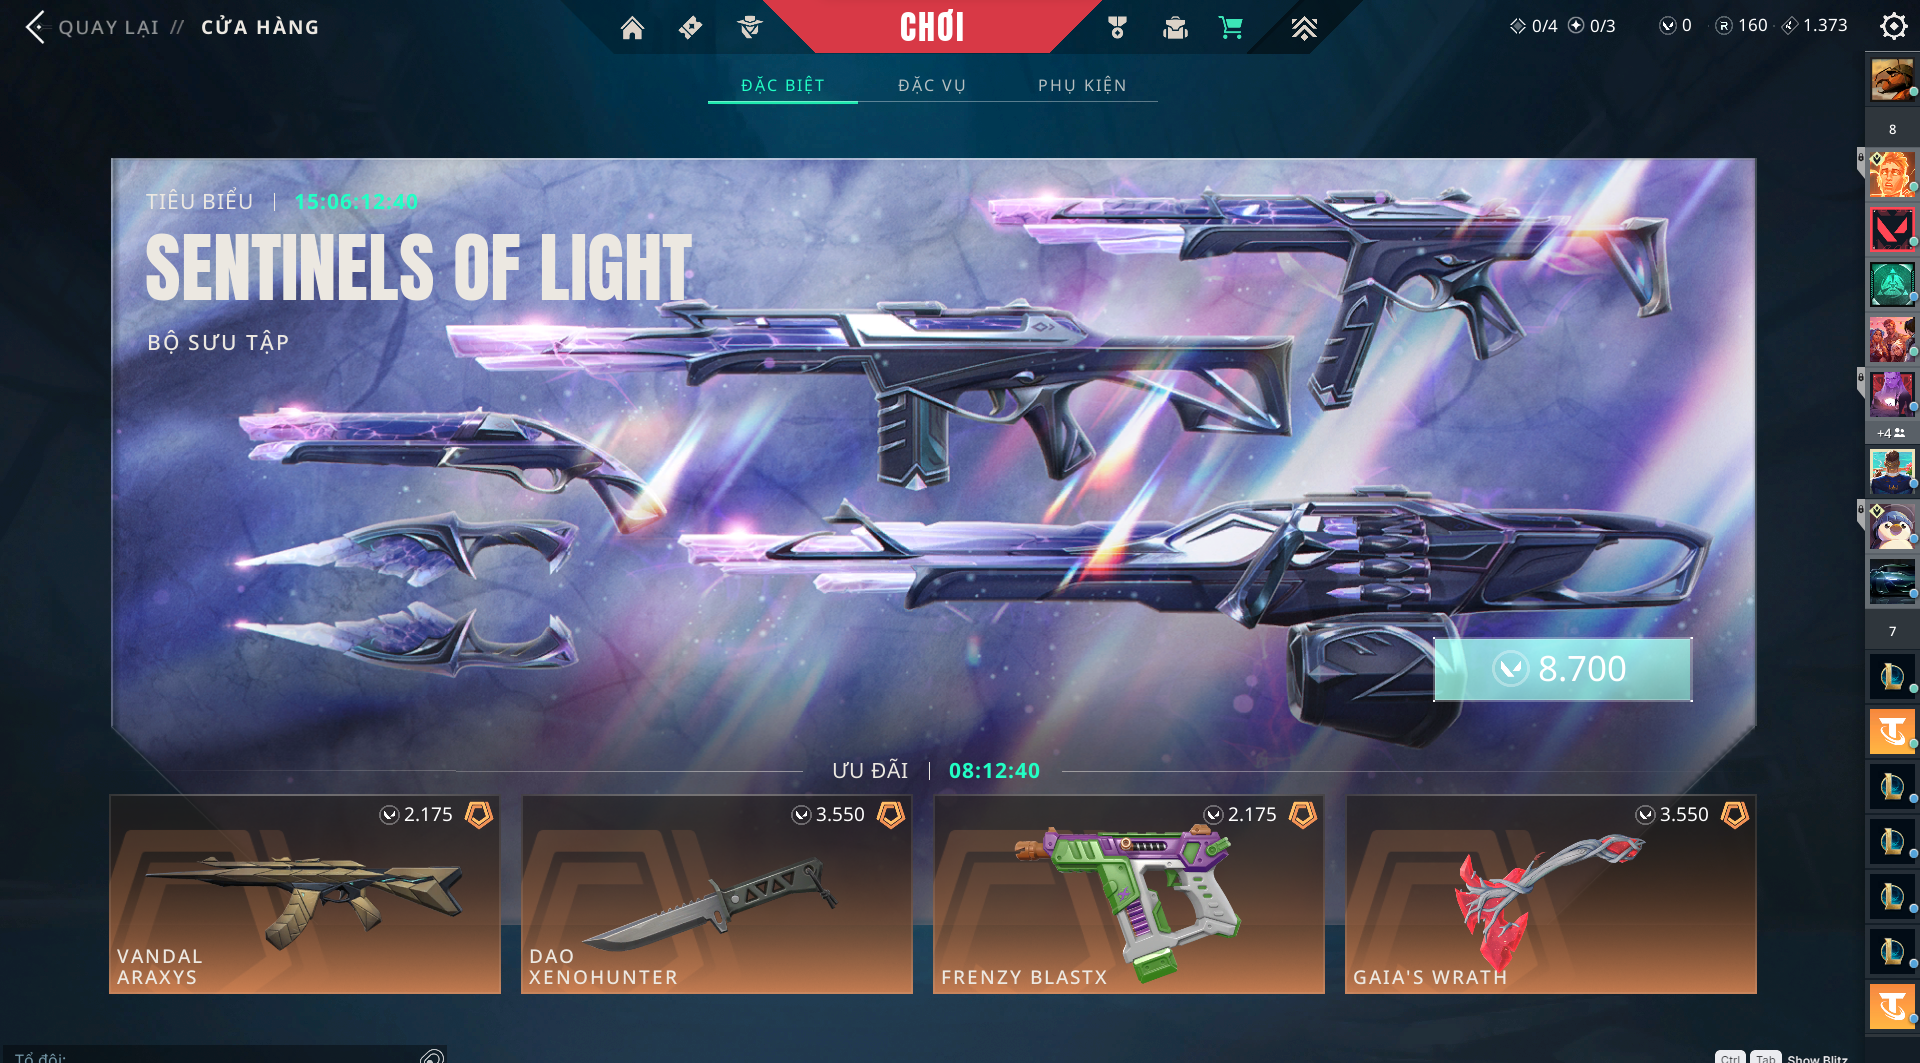 QUAY LẠI // CỬA HÀNG
CHƠI
0/4 0/3 0 160 1.373
ĐẶC BIỆT ĐẶC VỤ PHỤ KIỆN
TIÊU BIỂU | 15:06:12:40
SENTINELS OF LIGHT
BỘ SƯU TẬP
8.700
ƯU ĐÃI | 08:12:40
2.175
VANDAL
ARAXYS
3.550
DAO
XENOHUNTER
2.175
FRENZY BLASTX
3.550
GAIA'S WRATH
8
+4
7
Tổ đội:
Ctrl Tab Show Blitz